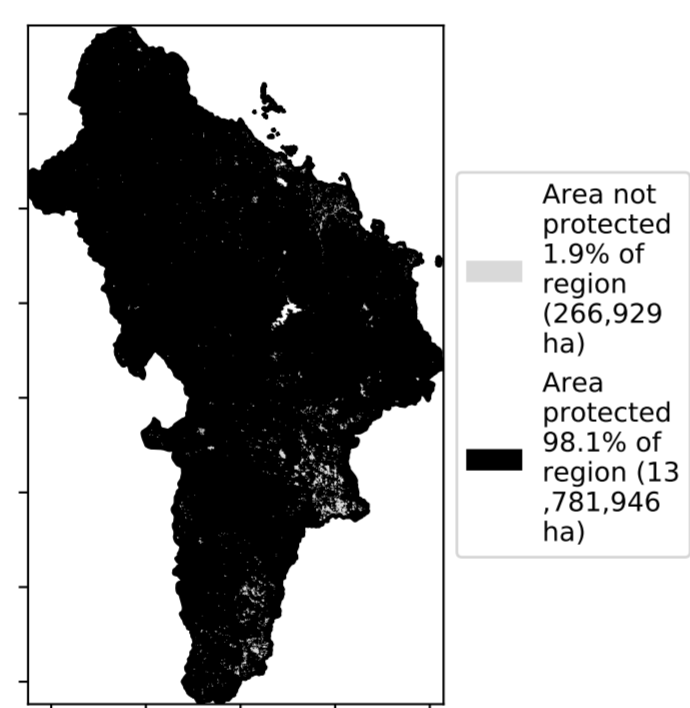 Area not
protected
1.9% of
region
(266,929
ha)
Area
protected
98.1% of
region (13
,781,946
ha)